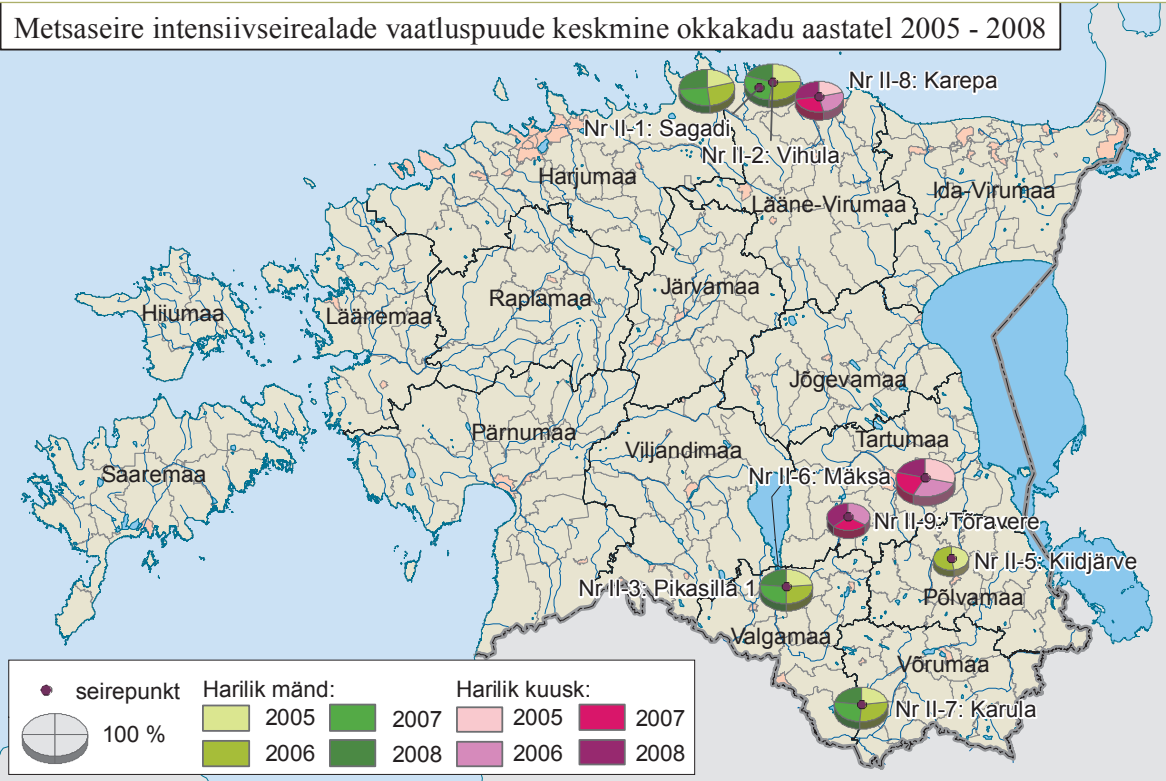 Metsaseire intensiivseirealade vaatluspuude keskmine okkakadu aastatel 2005 - 2008
Nr II-8: Karepa
Nr II-1: Sagadi
Nr II-2: Vihula
Harjumaa
Lääne-Virumaa
Ida-Virumaa
Hiiumaa
Läänemaa
Raplamaa
Järvamaa
Jõgevamaa
Saaremaa
Pärnumaa
Viljandimaa
Tartumaa
Nr II-6: Mäksa
Nr II-9: Tõravere
Nr II-5: Kiidjärve
Nr II-3: Pikasilla 1
Põlvamaa
Valgamaa
Võrumaa
Nr II-7: Karula
seirepunkt
100 %
Harilik mänd:
2005
2007
2006
2008
Harilik kuusk:
2005
2007
2006
2008